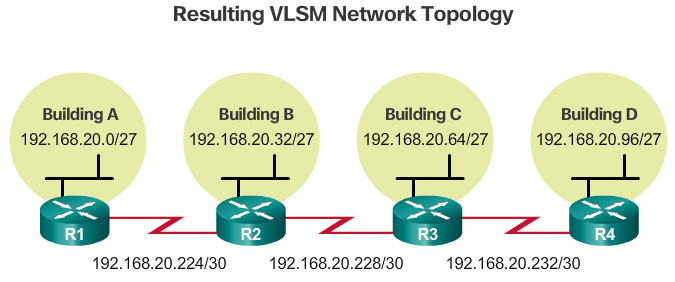 Resulting VLSM Network Topology
Building A
192.168.20.0/27
Building B
192.168.20.32/27
Building C
192.168.20.64/27
Building D
192.168.20.96/27
R1
R2
R3
R4
192.168.20.224/30
192.168.20.228/30
192.168.20.232/30